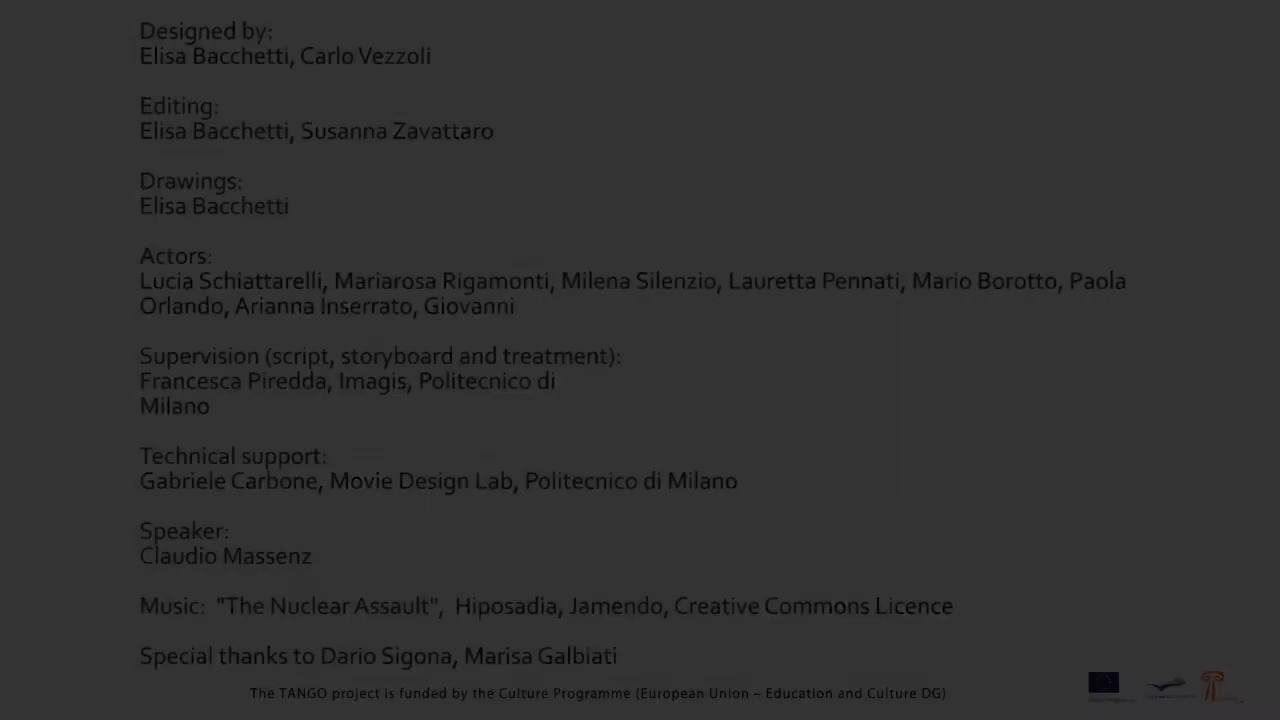 Designed by:
Elisa Bacchetti, Carlo Vezzoli
Editing:
Elisa Bacchetti, Susanna Zavattaro
Drawings:
Elisa Bacchetti
Actors:
Lucia Schiattarelli, Mariarosa Rigamonti, Milena Silenzio, Lauretta Pennati, Mario Borotto, Paola
Orlando, Arianna Inserrato, Giovanni
Supervision (script, storyboard and treatment):
Francesca Piredda, Imagis, Politecnico di
Milano
Technical support:
Gabriele Carbone, Movie Design Lab, Politecnico di Milano
Speaker:
Claudio Massenz
Music:  "The Nuclear Assault",  Hiposadia, Jamendo, Creative Commons Licence
Special thanks to Dario Sigona, Marisa Galbiati
The TANGO project is funded by the Culture Programme (European Union – Education and Culture DG)